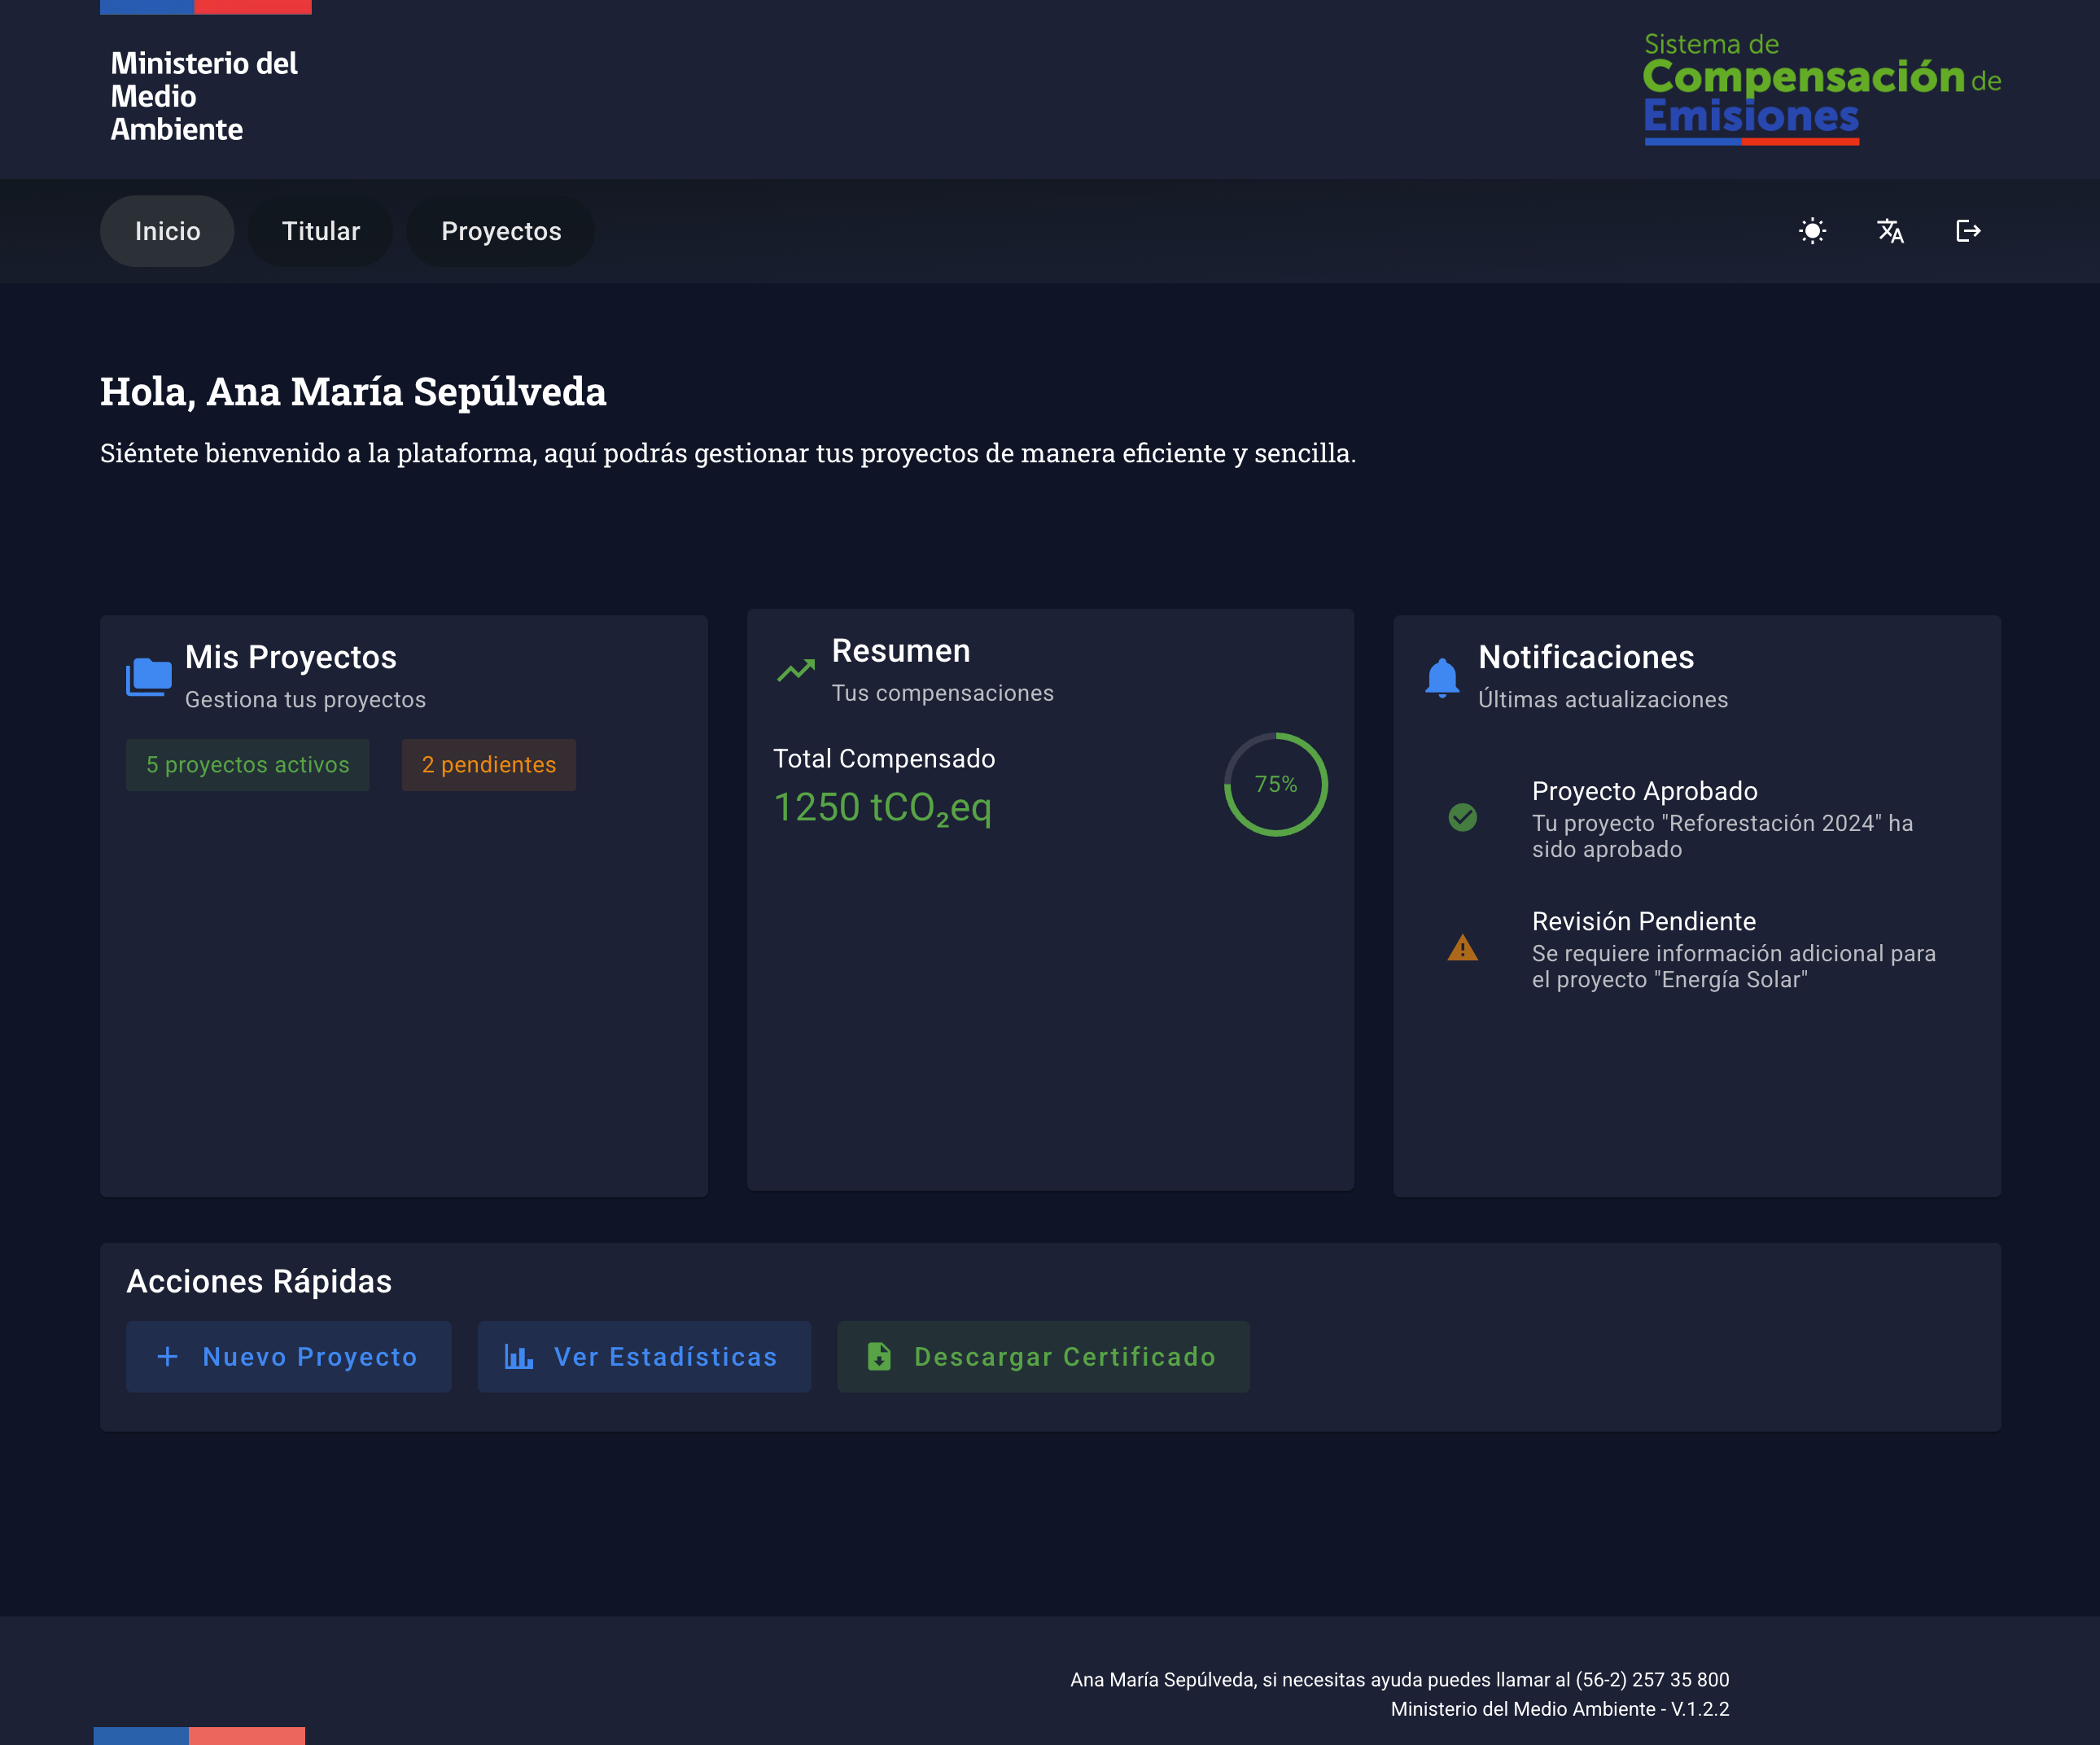 Ministerio del
Medio
Ambiente
Sistema de
Compensación de
Emisiones
Inicio
Titular
Proyectos
Hola, Ana María Sepúlveda
Siéntete bienvenido a la plataforma, aquí podrás gestionar tus proyectos de manera eficiente y sencilla.
Mis Proyectos
Gestiona tus proyectos
5 proyectos activos
2 pendientes
Resumen
Tus compensaciones
Total Compensado
1250 tCO₂eq
75%
Notificaciones
Últimas actualizaciones
Proyecto Aprobado
Tu proyecto "Reforestación 2024" ha
sido aprobado
Revisión Pendiente
Se requiere información adicional para
el proyecto "Energía Solar"
Acciones Rápidas
Nuevo Proyecto
Ver Estadísticas
Descargar Certificado
Ana María Sepúlveda, si necesitas ayuda puedes llamar al (56-2) 257 35 800
Ministerio del Medio Ambiente - V.1.2.2